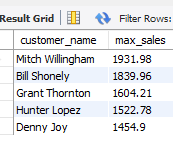 Result Grid Filter Rows:
customer_name max_sales
Mitch Willingham 1931.98
Bill Shonely 1839.96
Grant Thornton 1604.21
Hunter Lopez 1522.78
Denny Joy 1454.9